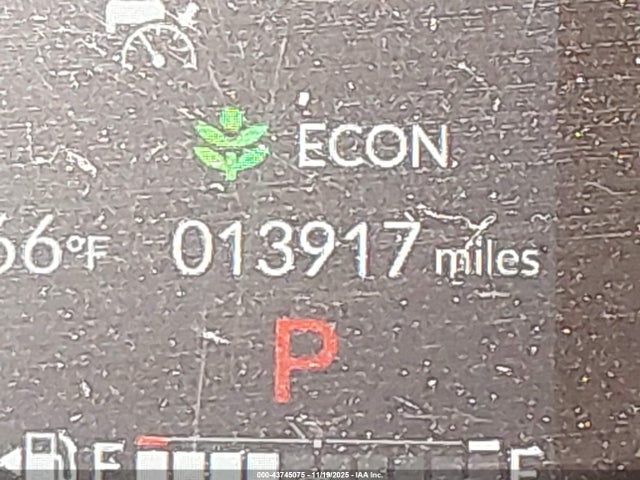 ECON
66°F 013917 miles
P
E F
000-43745075 - 11/19/2025 - IAA Inc.